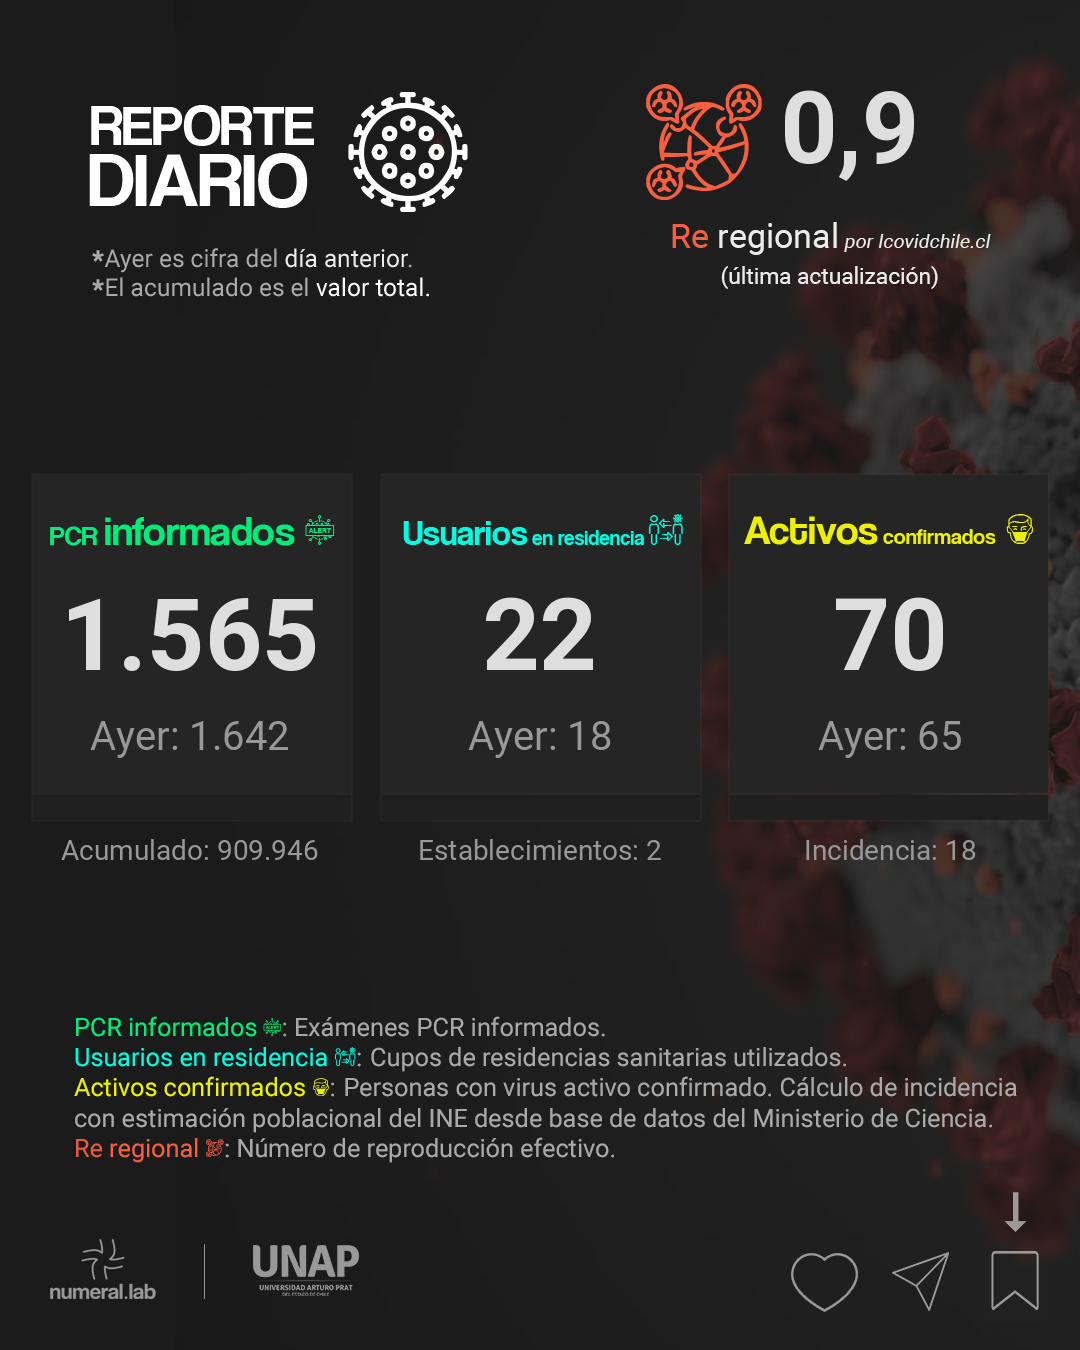 REPORTE
DIARIO
*Ayer es cifra del día anterior.
*El acumulado es el valor total.
0,9
Re regional por Icovidchile.cl
(última actualización)
PCR informados ALERT
1.565
Ayer: 1.642
Acumulado: 909.946
Usuarios en residencia
22
Ayer: 18
Establecimientos: 2
Activos confirmados
70
Ayer: 65
Incidencia: 18
PCR informados ALERT: Exámenes PCR informados.
Usuarios en residencia : Cupos de residencias sanitarias utilizados.
Activos confirmados : Personas con virus activo confirmado. Cálculo de incidencia
con estimación poblacional del INE desde base de datos del Ministerio de Ciencia.
Re regional : Número de reproducción efectivo.
numeral.lab
UNAP
UNIVERSIDAD ARTURO PRAT
DEL ESTADO DE CHILE